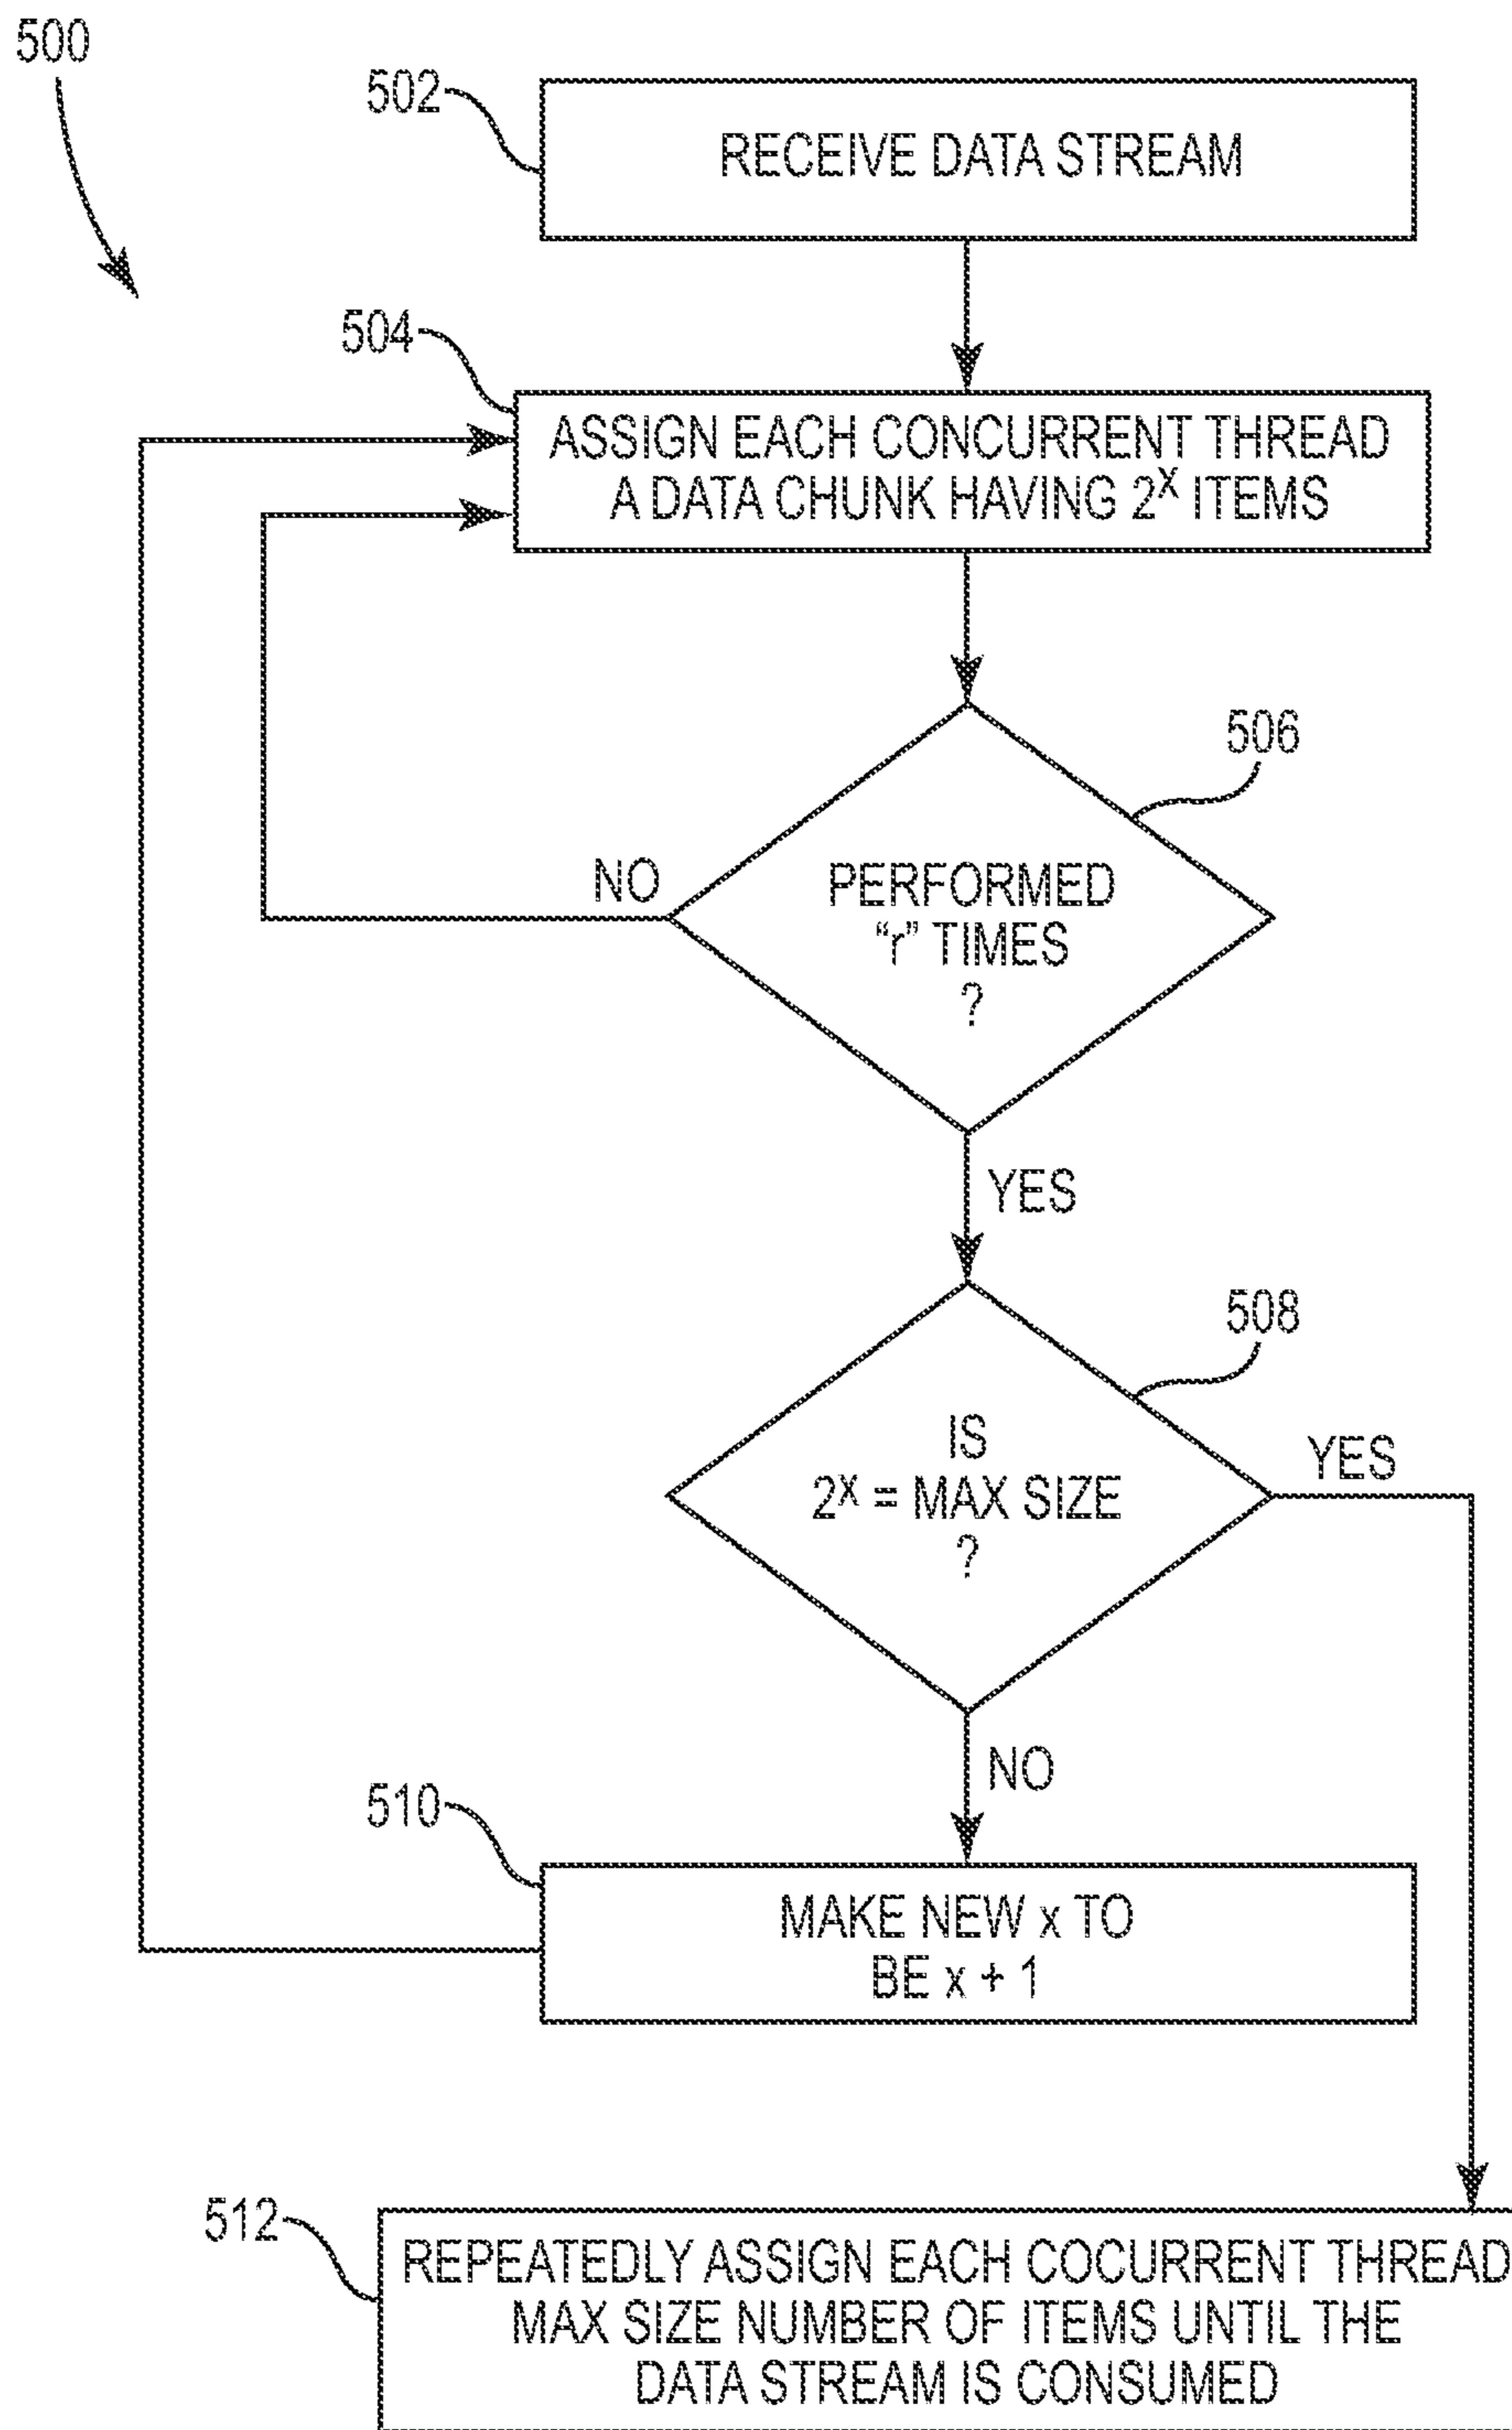 500
502
RECEIVE DATA STREAM
504
ASSIGN EACH CONCURRENT THREAD
A DATA CHUNK HAVING 2^X ITEMS
506
NO
PERFORMED
“r” TIMES
?
YES
508
IS
2^X = MAX SIZE
?
YES
NO
510
MAKE NEW x TO
BE x + 1
512
REPEATEDLY ASSIGN EACH COCURRENT THREAD
MAX SIZE NUMBER OF ITEMS UNTIL THE
DATA STREAM IS CONSUMED